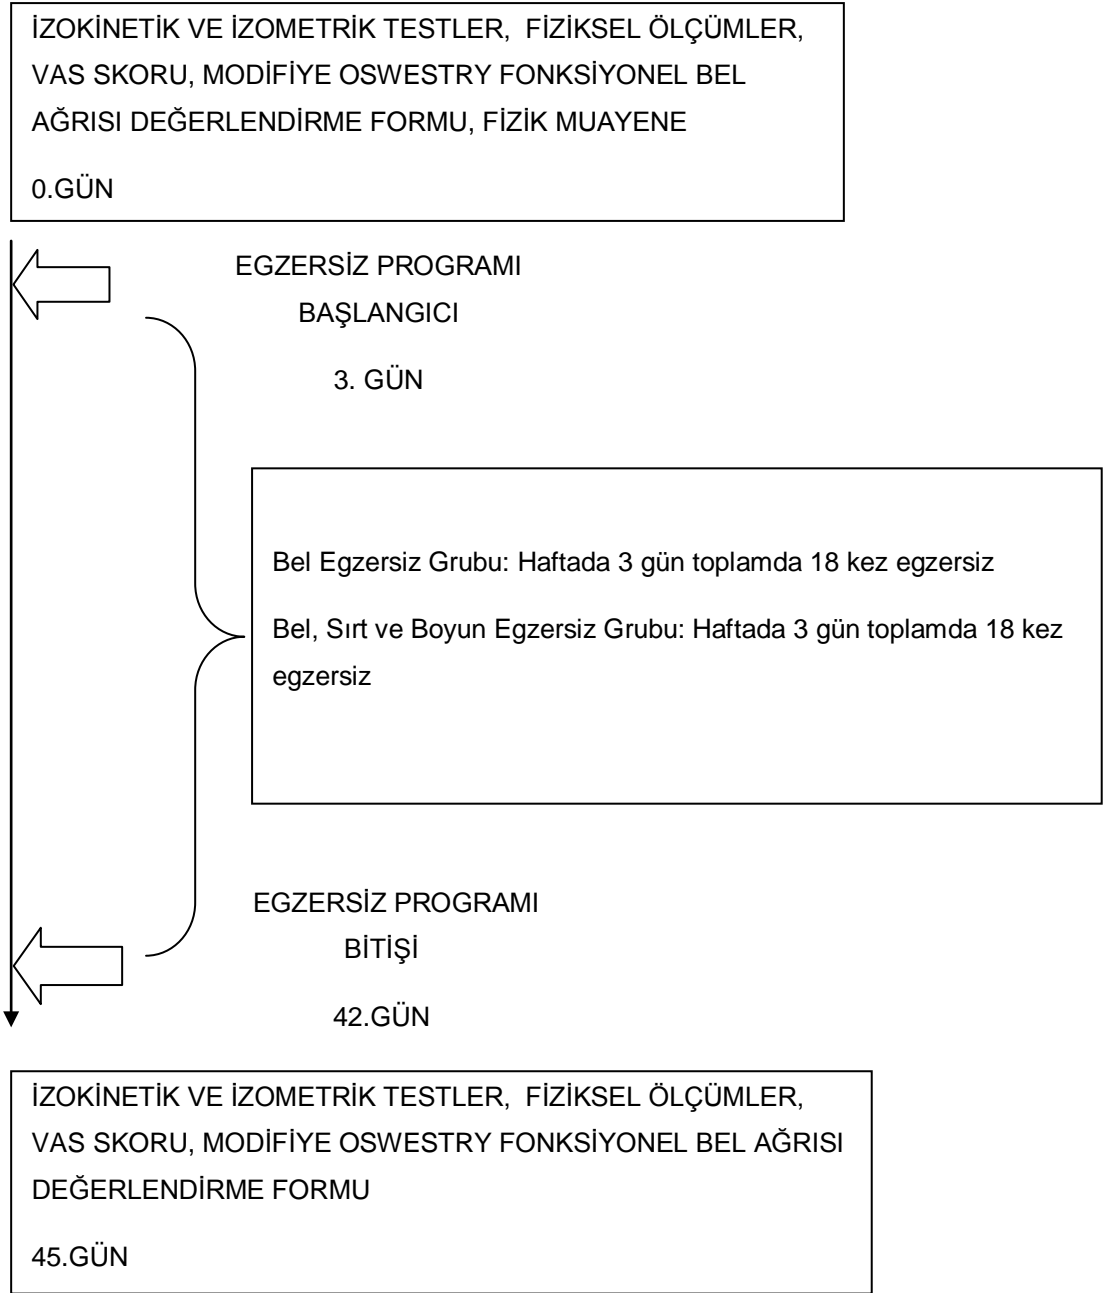 İZOKİNETİK VE İZOMETRİK TESTLER, FİZİKSEL ÖLÇÜMLER,
VAS SKORU, MODİFİYE OSWESTRY FONKSİYONEL BEL
AĞRISI DEĞERLENDİRME FORMU, FİZİK MUAYENE
0.GÜN
EGZERSİZ PROGRAMI
BAŞLANGICI
3. GÜN
Bel Egzersiz Grubu: Haftada 3 gün toplamda 18 kez egzersiz
Bel, Sırt ve Boyun Egzersiz Grubu: Haftada 3 gün toplamda 18 kez
egzersiz
EGZERSİZ PROGRAMI
BİTİŞİ
42.GÜN
İZOKİNETİK VE İZOMETRİK TESTLER, FİZİKSEL ÖLÇÜMLER,
VAS SKORU, MODİFİYE OSWESTRY FONKSİYONEL BEL AĞRISI
DEĞERLENDİRME FORMU
45.GÜN